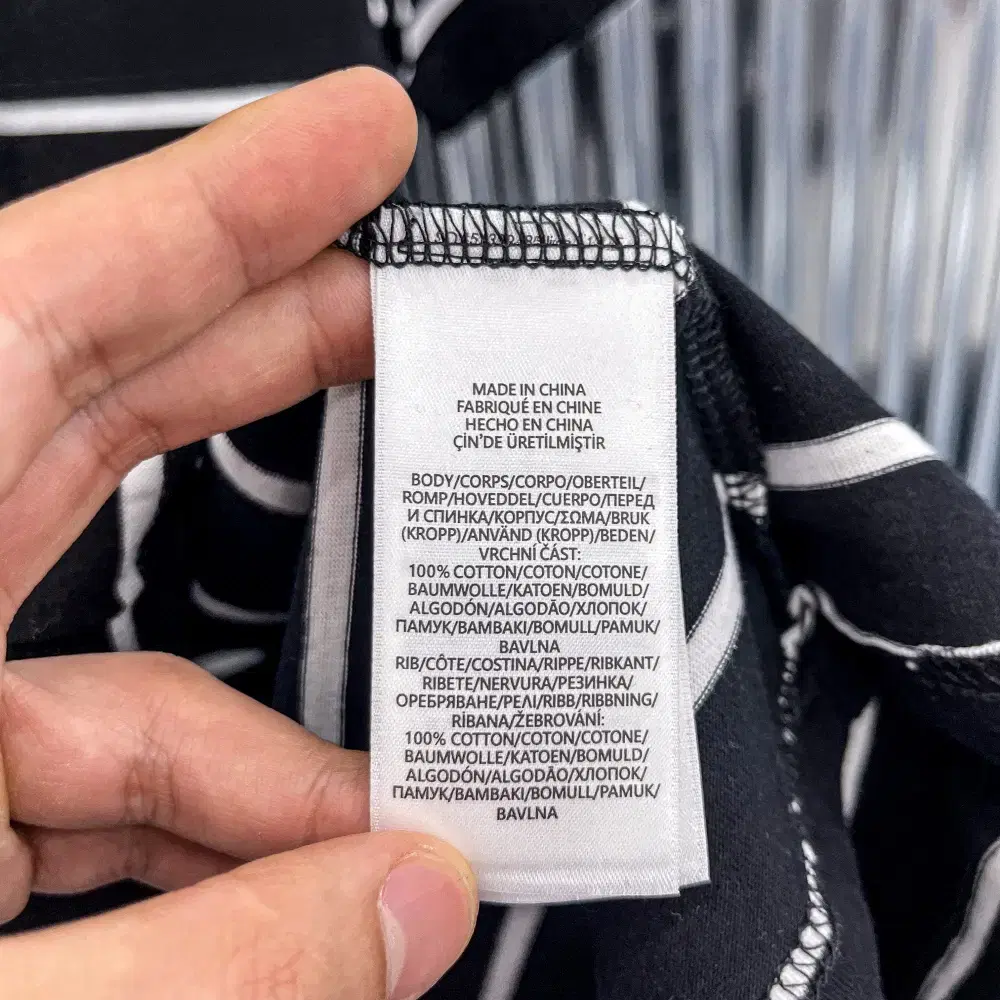 MADE IN CHINA
FABRIQUÉ EN CHINE
HECHO EN CHINA
ÇİN'DE ÜRETİLMİŞTİR
BODY/CORPS/CORPO/OBERTEIL/
ROMP/HOVEDDEL/CUERPO/ПЕРЕД
И СПИНКА/КОРПУС/ΣΩΜΑ/BRUK
(KROPP)/ANVÄND (KROPP)/BEDEN/
VRCHNÍ ČÁST:
100% COTTON/COTON/COTONE/
BAUMWOLLE/KATOEN/BOMULD/
ALGODÓN/ALGODÃO/ХЛОПОК/
ПАМУК/BAMBAKI/BOMULL/PAMUK/
BAVLNA
RIB/CÔTE/COSTINA/RIPPE/RIBKANT/
RIBETE/NERVURA/РЕЗИНКА/
ОРЕБРЯВАНЕ/ΡΕΛΙ/RIBB/RIBBNING/
RİBANA/ŽEBROVÁNÍ:
100% COTTON/COTON/COTONE/
BAUMWOLLE/KATOEN/BOMULD/
ALGODÓN/ALGODÃO/ХЛОПОК/
ПАМУК/BAMBAKI/BOMULL/PAMUK/
BAVLNA